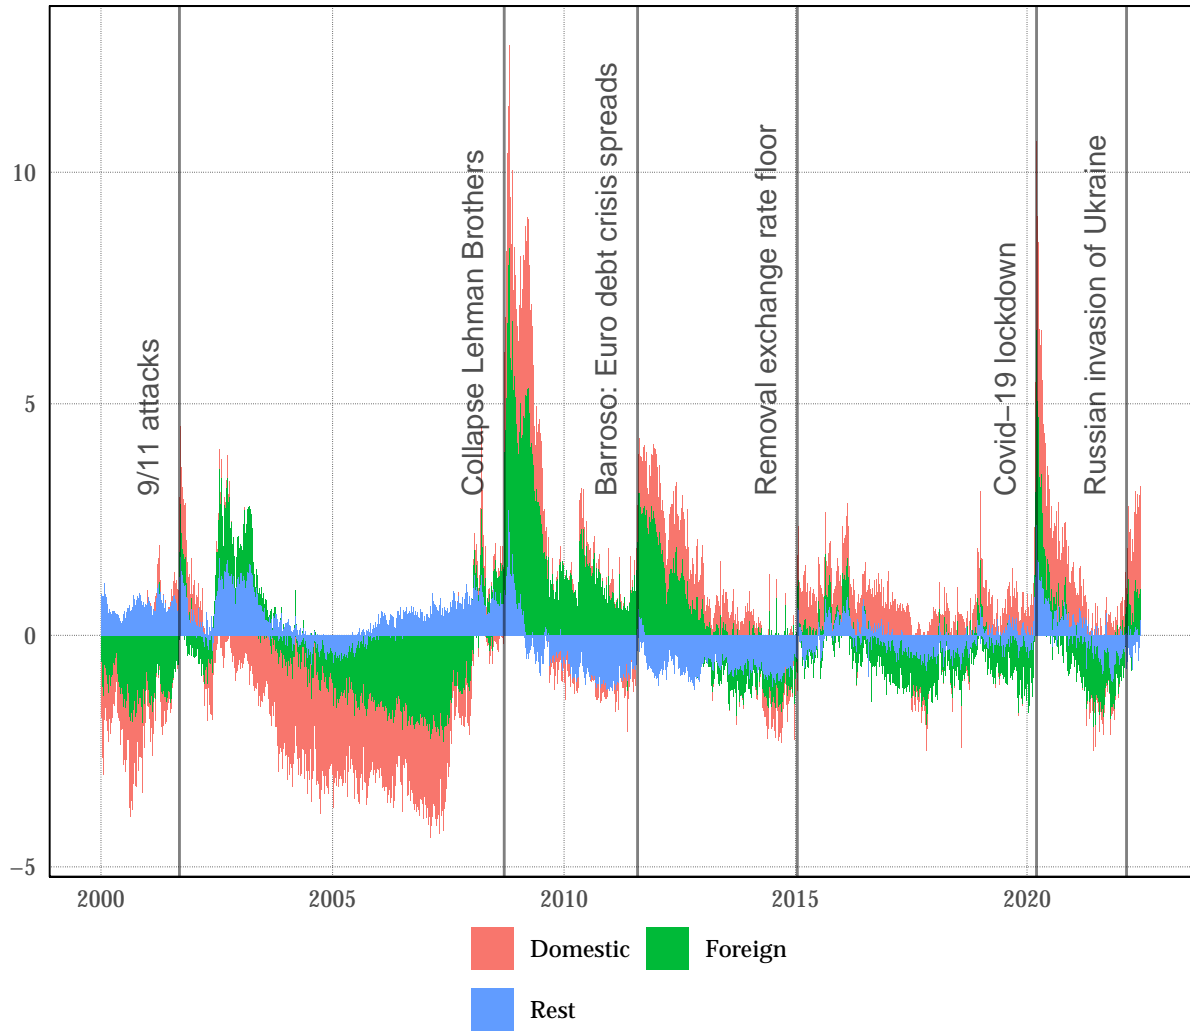 10
5
0
−5
9/11 attacks
Collapse Lehman Brothers
Barroso: Euro debt crisis spreads
Removal exchange rate floor
Covid−19 lockdown
Russian invasion of Ukraine
2000 2005 2010 2015 2020
Domestic Foreign
Rest